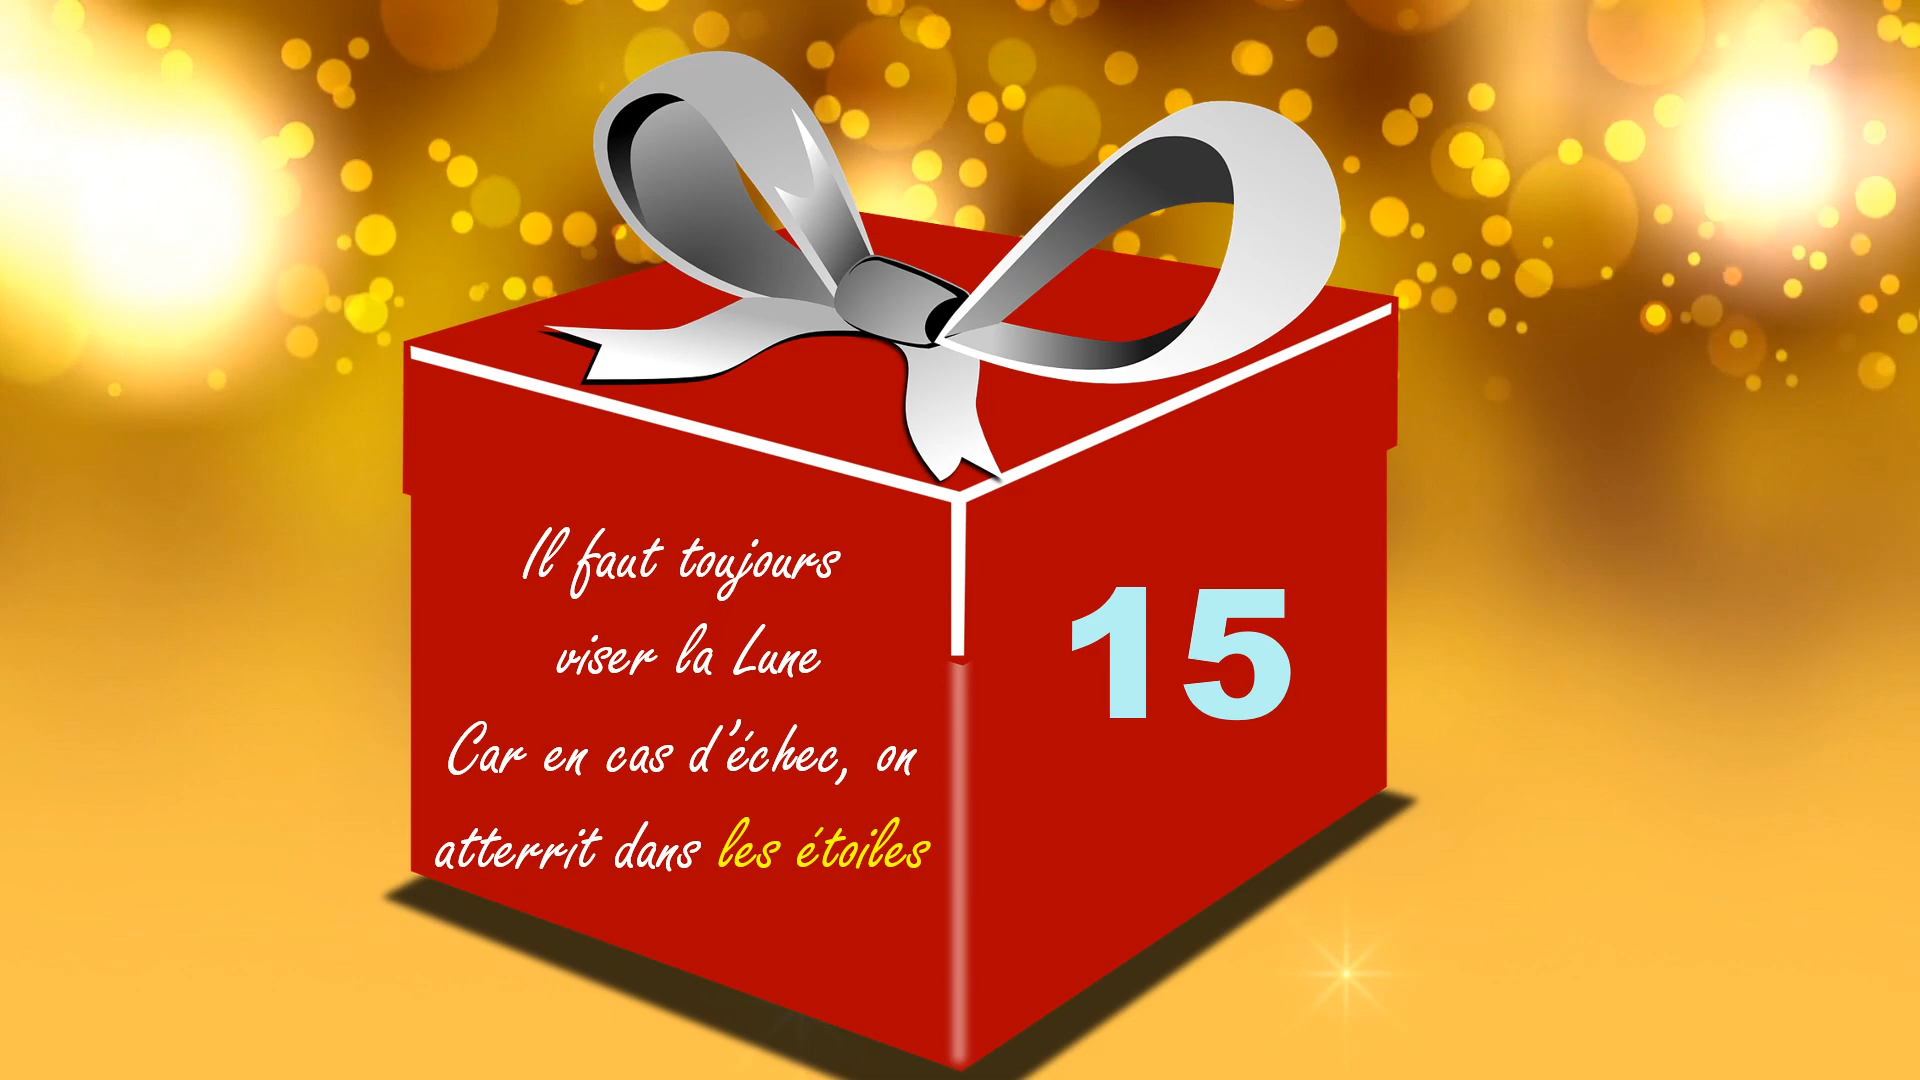 Il faut toujours
viser la Lune
Car en cas d'échec, on
atterrit dans les étoiles
15